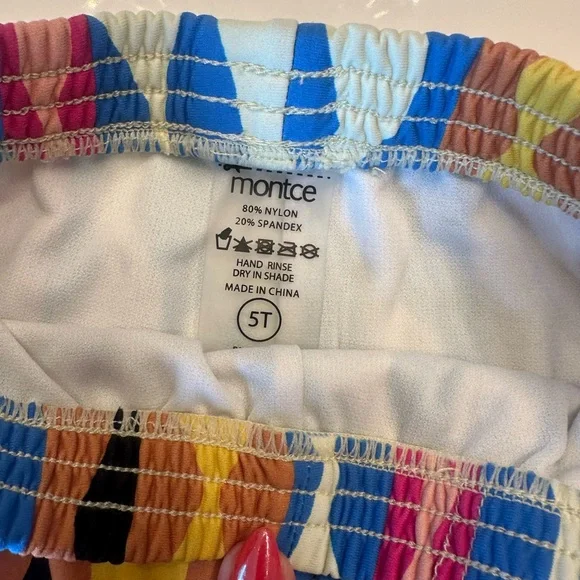 montce
80% NYLON
20% SPANDEX
HAND RINSE
DRY IN SHADE
MADE IN CHINA
5T